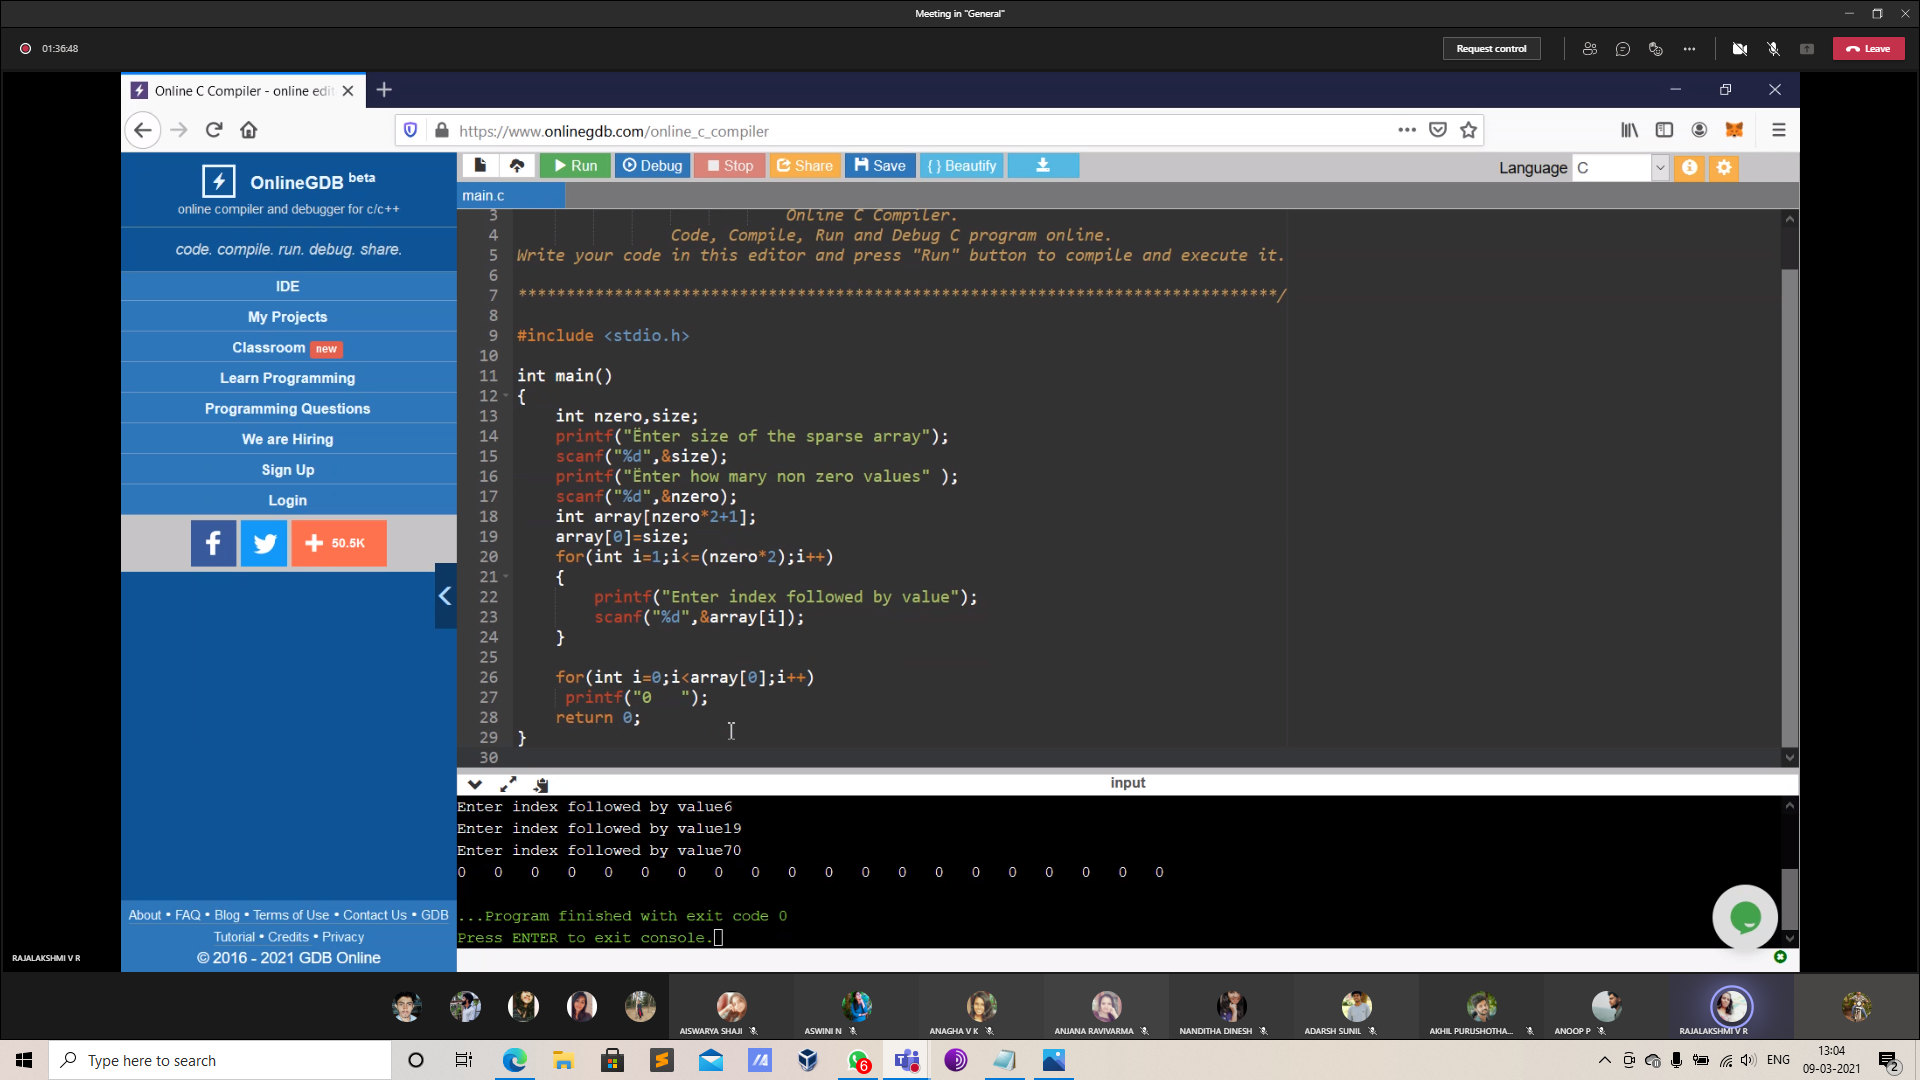 Meeting in "General"
01:36:48
Request control
Leave
Online C Compiler - online edit
https://www.onlinegdb.com/online_c_compiler
OnlineGDB beta
online compiler and debugger for c/c++
code. compile. run. debug. share.
IDE
My Projects
Classroom new
Learn Programming
Programming Questions
We are Hiring
Sign Up
Login
f
+ 50.5K
About • FAQ • Blog • Terms of Use • Contact Us • GDB
Tutorial • Credits • Privacy
© 2016 - 2021 GDB Online
Run
Debug
Stop
Share
Save
{ } Beautify
Language C
main.c
3 Online C Compiler.
4 Code, Compile, Run and Debug C program online.
5 Write your code in this editor and press "Run" button to compile and execute it.
6
7 *******************************************************************************/
8
9 #include <stdio.h>
10
11 int main()
12 {
13 int nzero,size;
14 printf("Enter size of the sparse array");
15 scanf("%d",&size);
16 printf("Enter how mary non zero values" );
17 scanf("%d",&nzero);
18 int array[nzero*2+1];
19 array[0]=size;
20 for(int i=1;i<=(nzero*2);i++)
21 {
22 printf("Enter index followed by value");
23 scanf("%d",&array[i]);
24 }
25
26 for(int i=0;i<array[0];i++)
27 printf("0   ");
28 return 0;
29 }
30
input
Enter index followed by value6
Enter index followed by value19
Enter index followed by value70
0 0 0 0 0 0 0 0 0 0 0 0 0 0 0 0 0 0 0 0
...Program finished with exit code 0
Press ENTER to exit console.
RAJALAKSHMI V R
AISWARYA SHAJI
ASWINI N
ANAGHA V K
ANJANA RAVIVARMA
NANDITHA DINESH
ADARSH SUNIL
AKHIL PURUSHOTHA...
ANOOP P
RAJALAKSHMI V R
Type here to search
6
ENG
13:04
09-03-2021
2